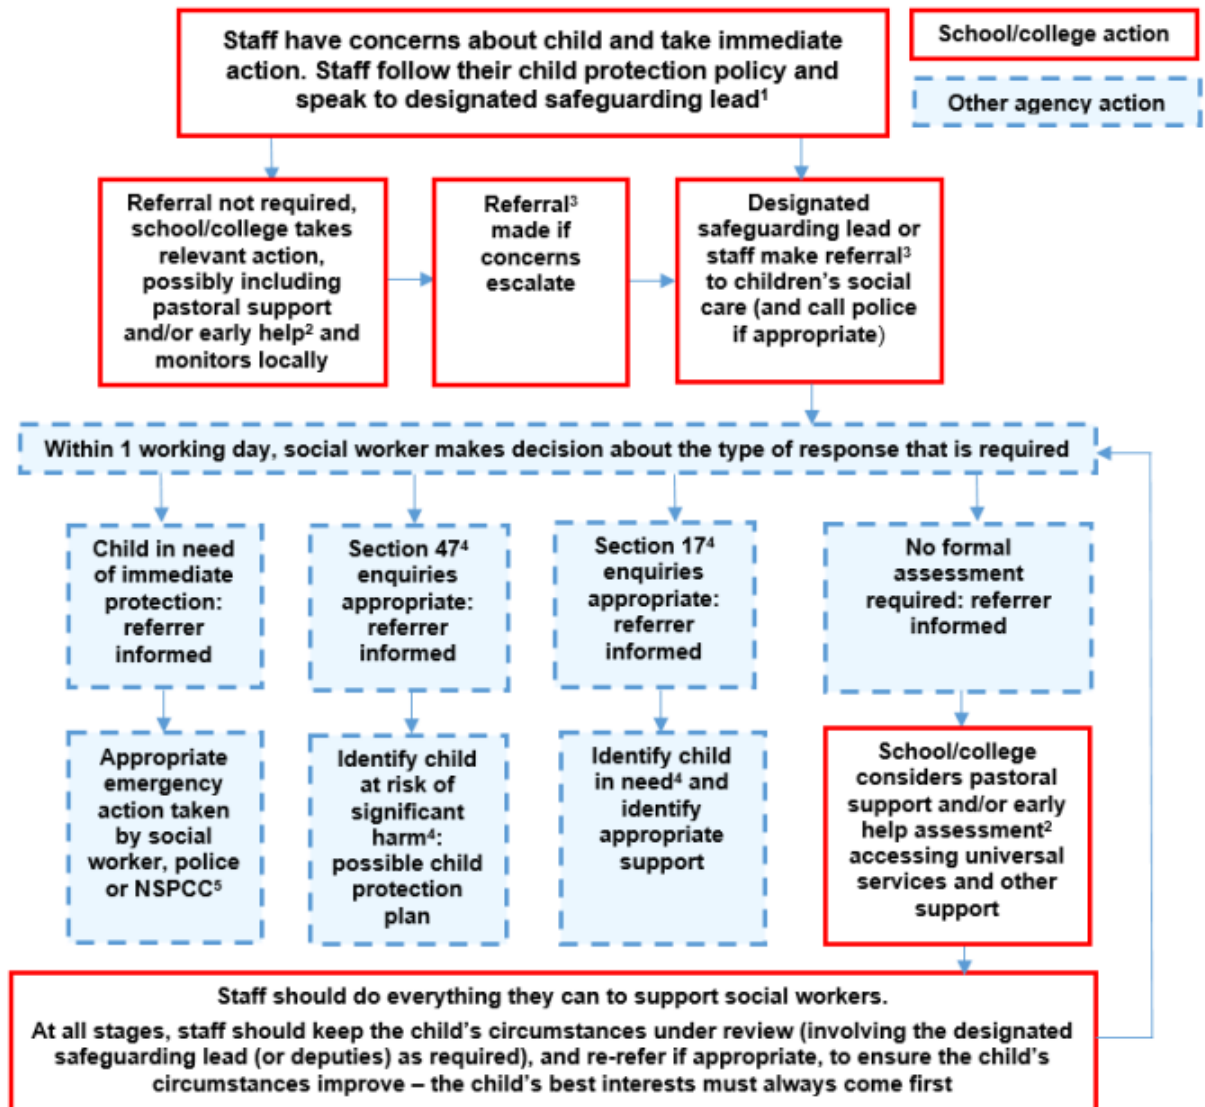 Staff have concerns about child and take immediate
action. Staff follow their child protection policy and
speak to designated safeguarding lead¹
School/college action
Other agency action
Referral not required,
school/college takes
relevant action,
possibly including
pastoral support
and/or early help² and
monitors locally
Referral³
made if
concerns
escalate
Designated
safeguarding lead or
staff make referral³
to children’s social
care (and call police
if appropriate)
Within 1 working day, social worker makes decision about the type of response that is required
Child in need
of immediate
protection:
referrer
informed
Section 47⁴
enquiries
appropriate:
referrer
informed
Section 17⁴
enquiries
appropriate:
referrer
informed
No formal
assessment
required: referrer
informed
Appropriate
emergency
action taken
by social
worker, police
or NSPCC⁵
Identify child
at risk of
significant
harm⁴:
possible child
protection
plan
Identify child
in need⁴ and
identify
appropriate
support
School/college
considers pastoral
support and/or early
help assessment²
accessing universal
services and other
support
Staff should do everything they can to support social workers.
At all stages, staff should keep the child’s circumstances under review (involving the designated
safeguarding lead (or deputies) as required), and re-refer if appropriate, to ensure the child’s
circumstances improve – the child’s best interests must always come first